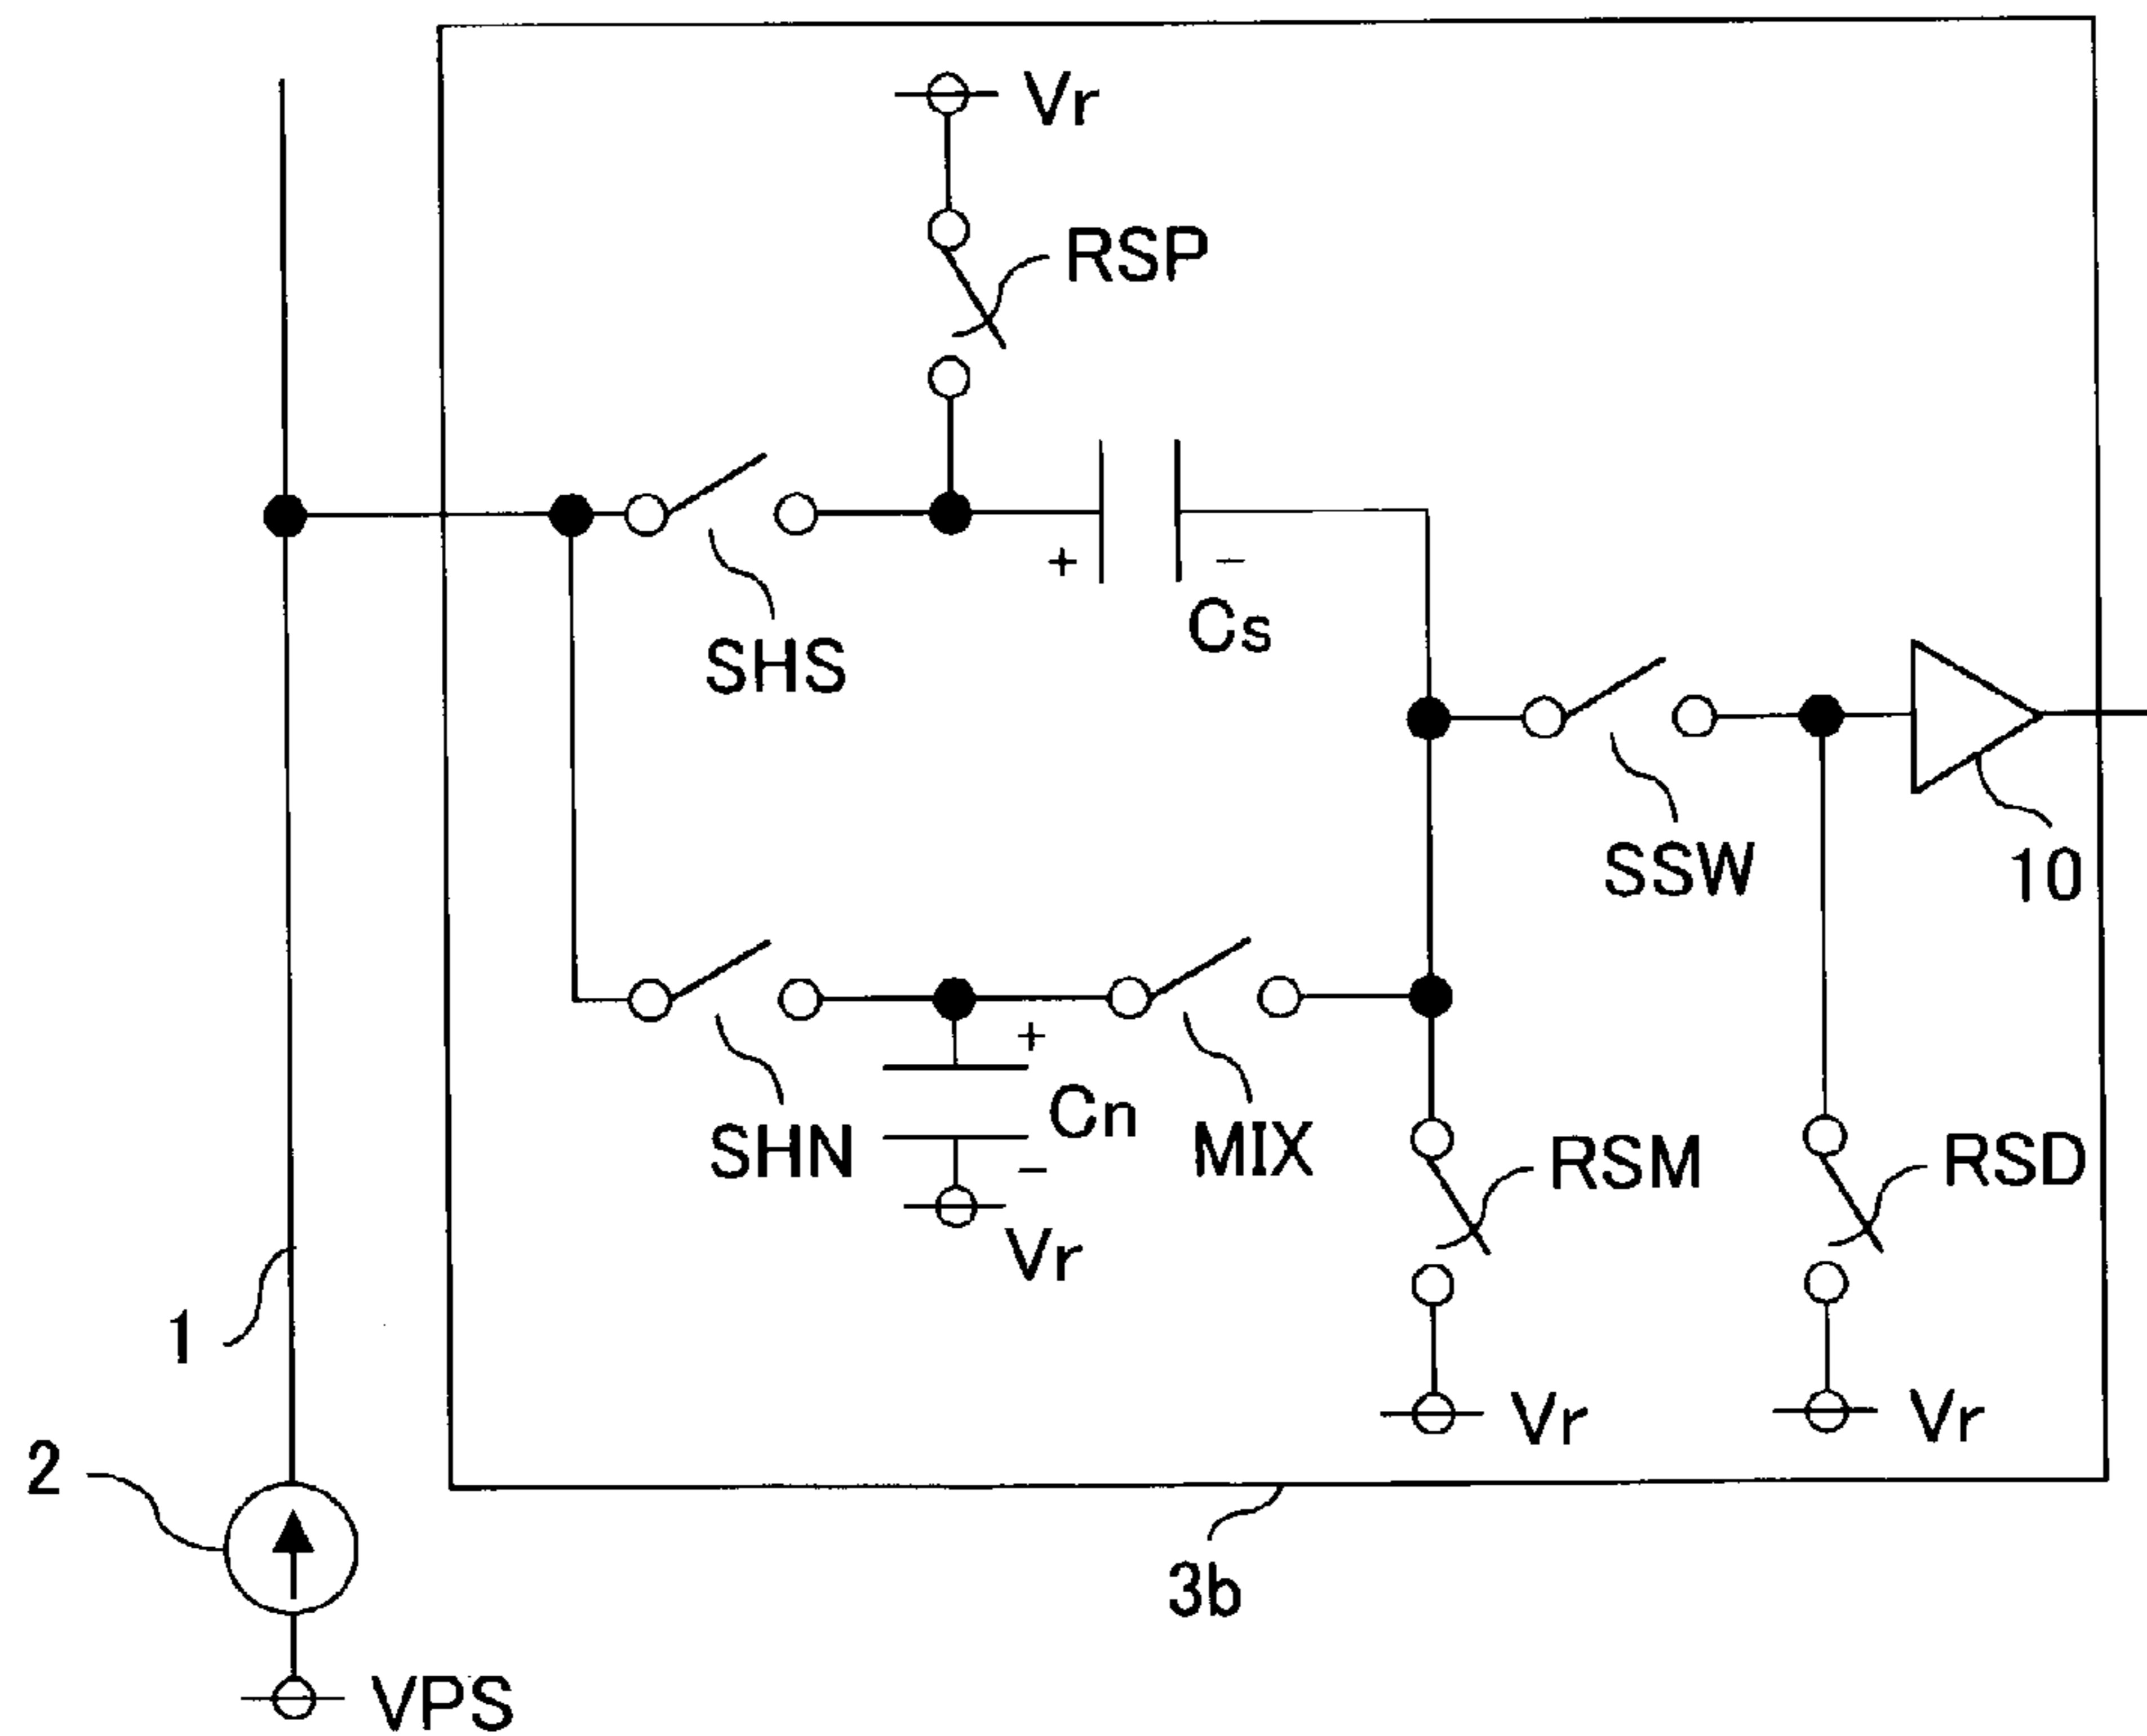 Vr
RSP
+
−
Cs
SHS
SSW
10
+
Cn
−
SHN
MIX
RSM
RSD
Vr
1
Vr
Vr
2
3b
VPS